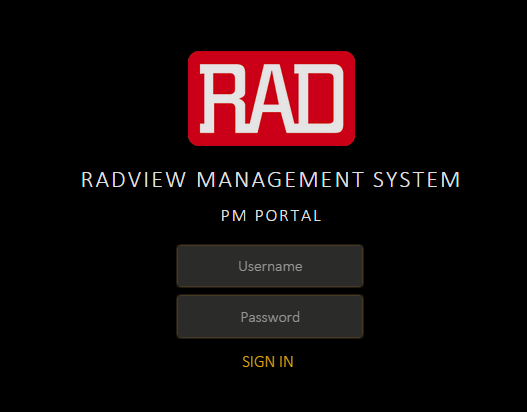 RAD
RADVIEW MANAGEMENT SYSTEM
PM PORTAL
Username
Password
SIGN IN